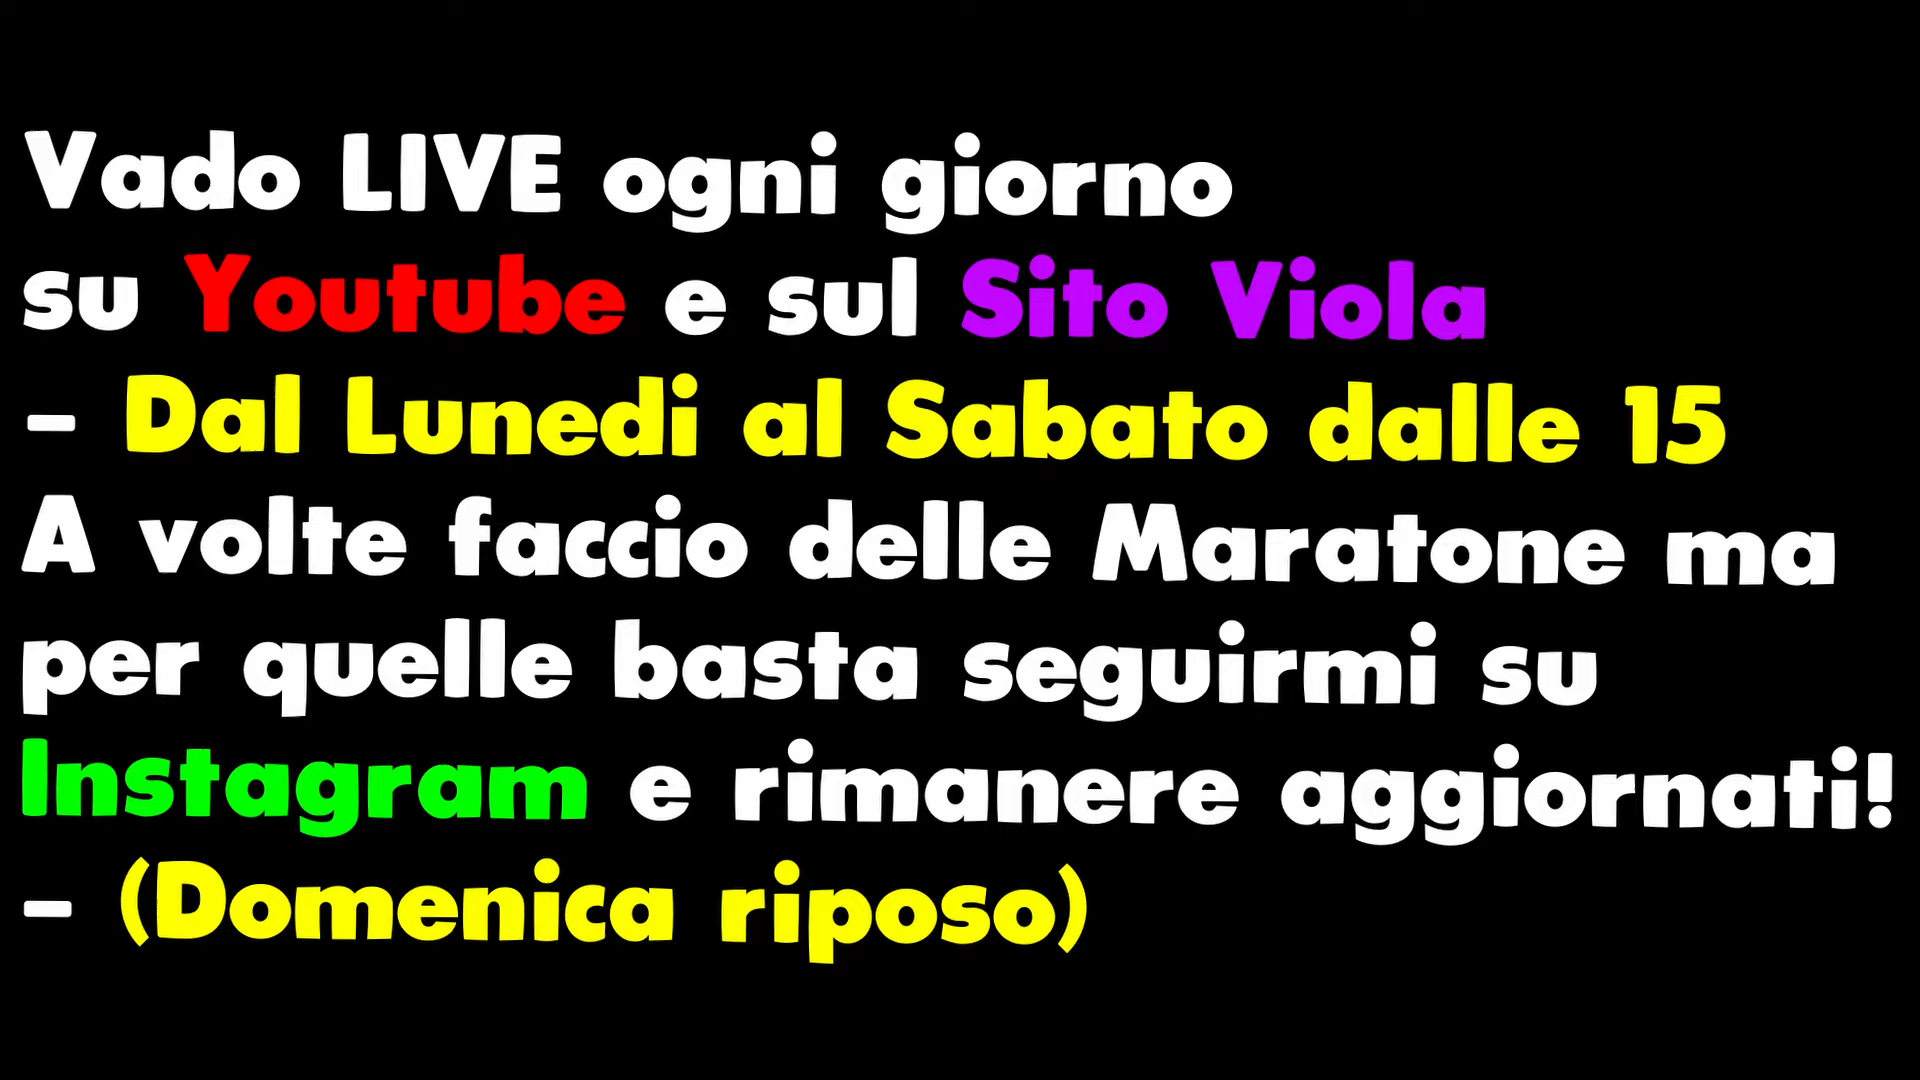 Vado LIVE ogni giorno
su Youtube e sul Sito Viola
- Dal Lunedi al Sabato dalle 15
A volte faccio delle Maratone ma
per quelle basta seguirmi su
Instagram e rimanere aggiornati!
- (Domenica riposo)